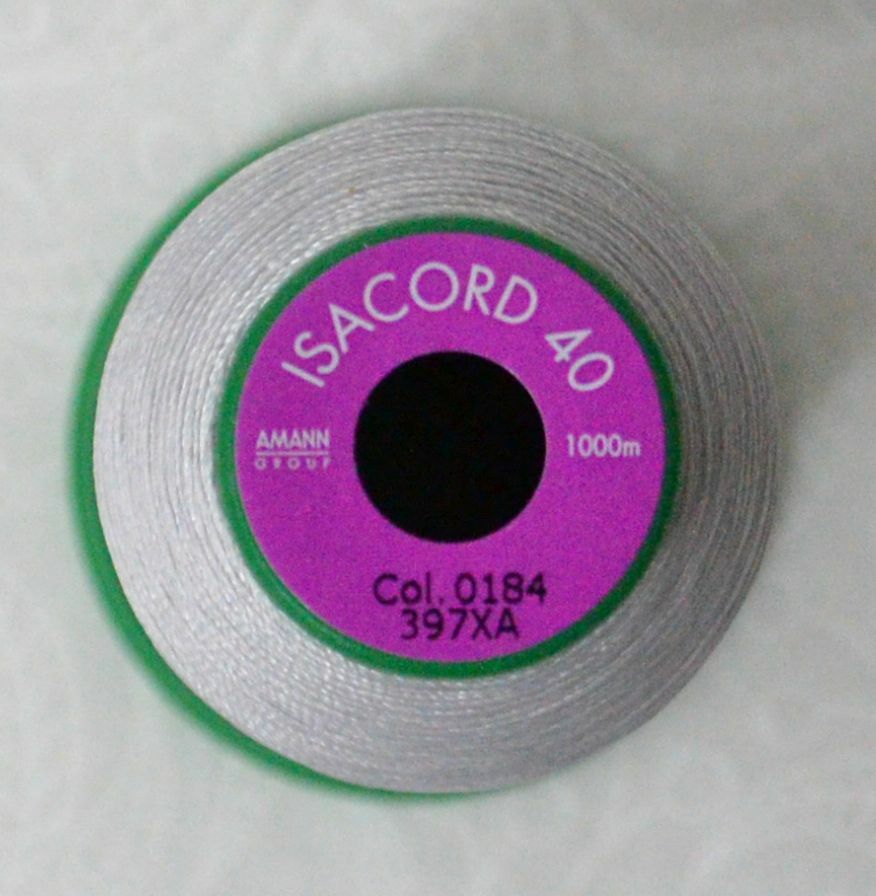 ISACORD 40
AMANN
GROUP
1000m
Col. 0184
397XA